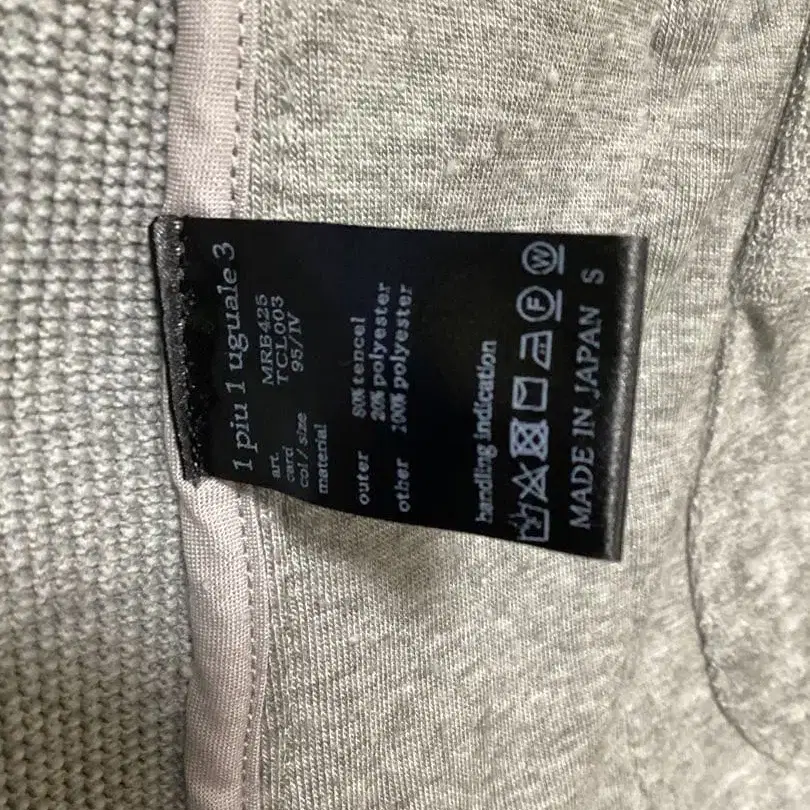 1 piu 1 uguale 3
art. MRB425
card TCL003
col / size 95/IV
material
outer 80% tencel
20% polyester
other 100% polyester
handling indication
F W
MADE IN JAPAN S